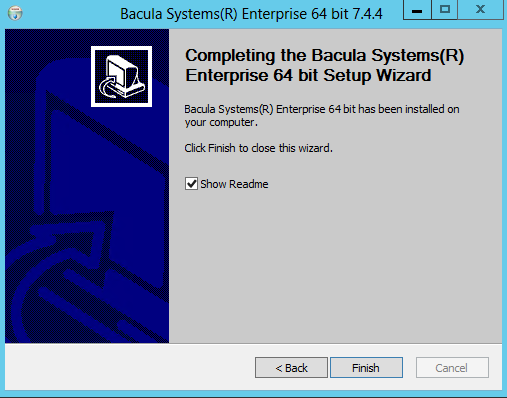 Bacula Systems(R) Enterprise 64 bit 7.4.4
Completing the Bacula Systems(R)
Enterprise 64 bit Setup Wizard
Bacula Systems(R) Enterprise 64 bit has been installed on
your computer.
Click Finish to close this wizard.
Show Readme
< Back
Finish
Cancel